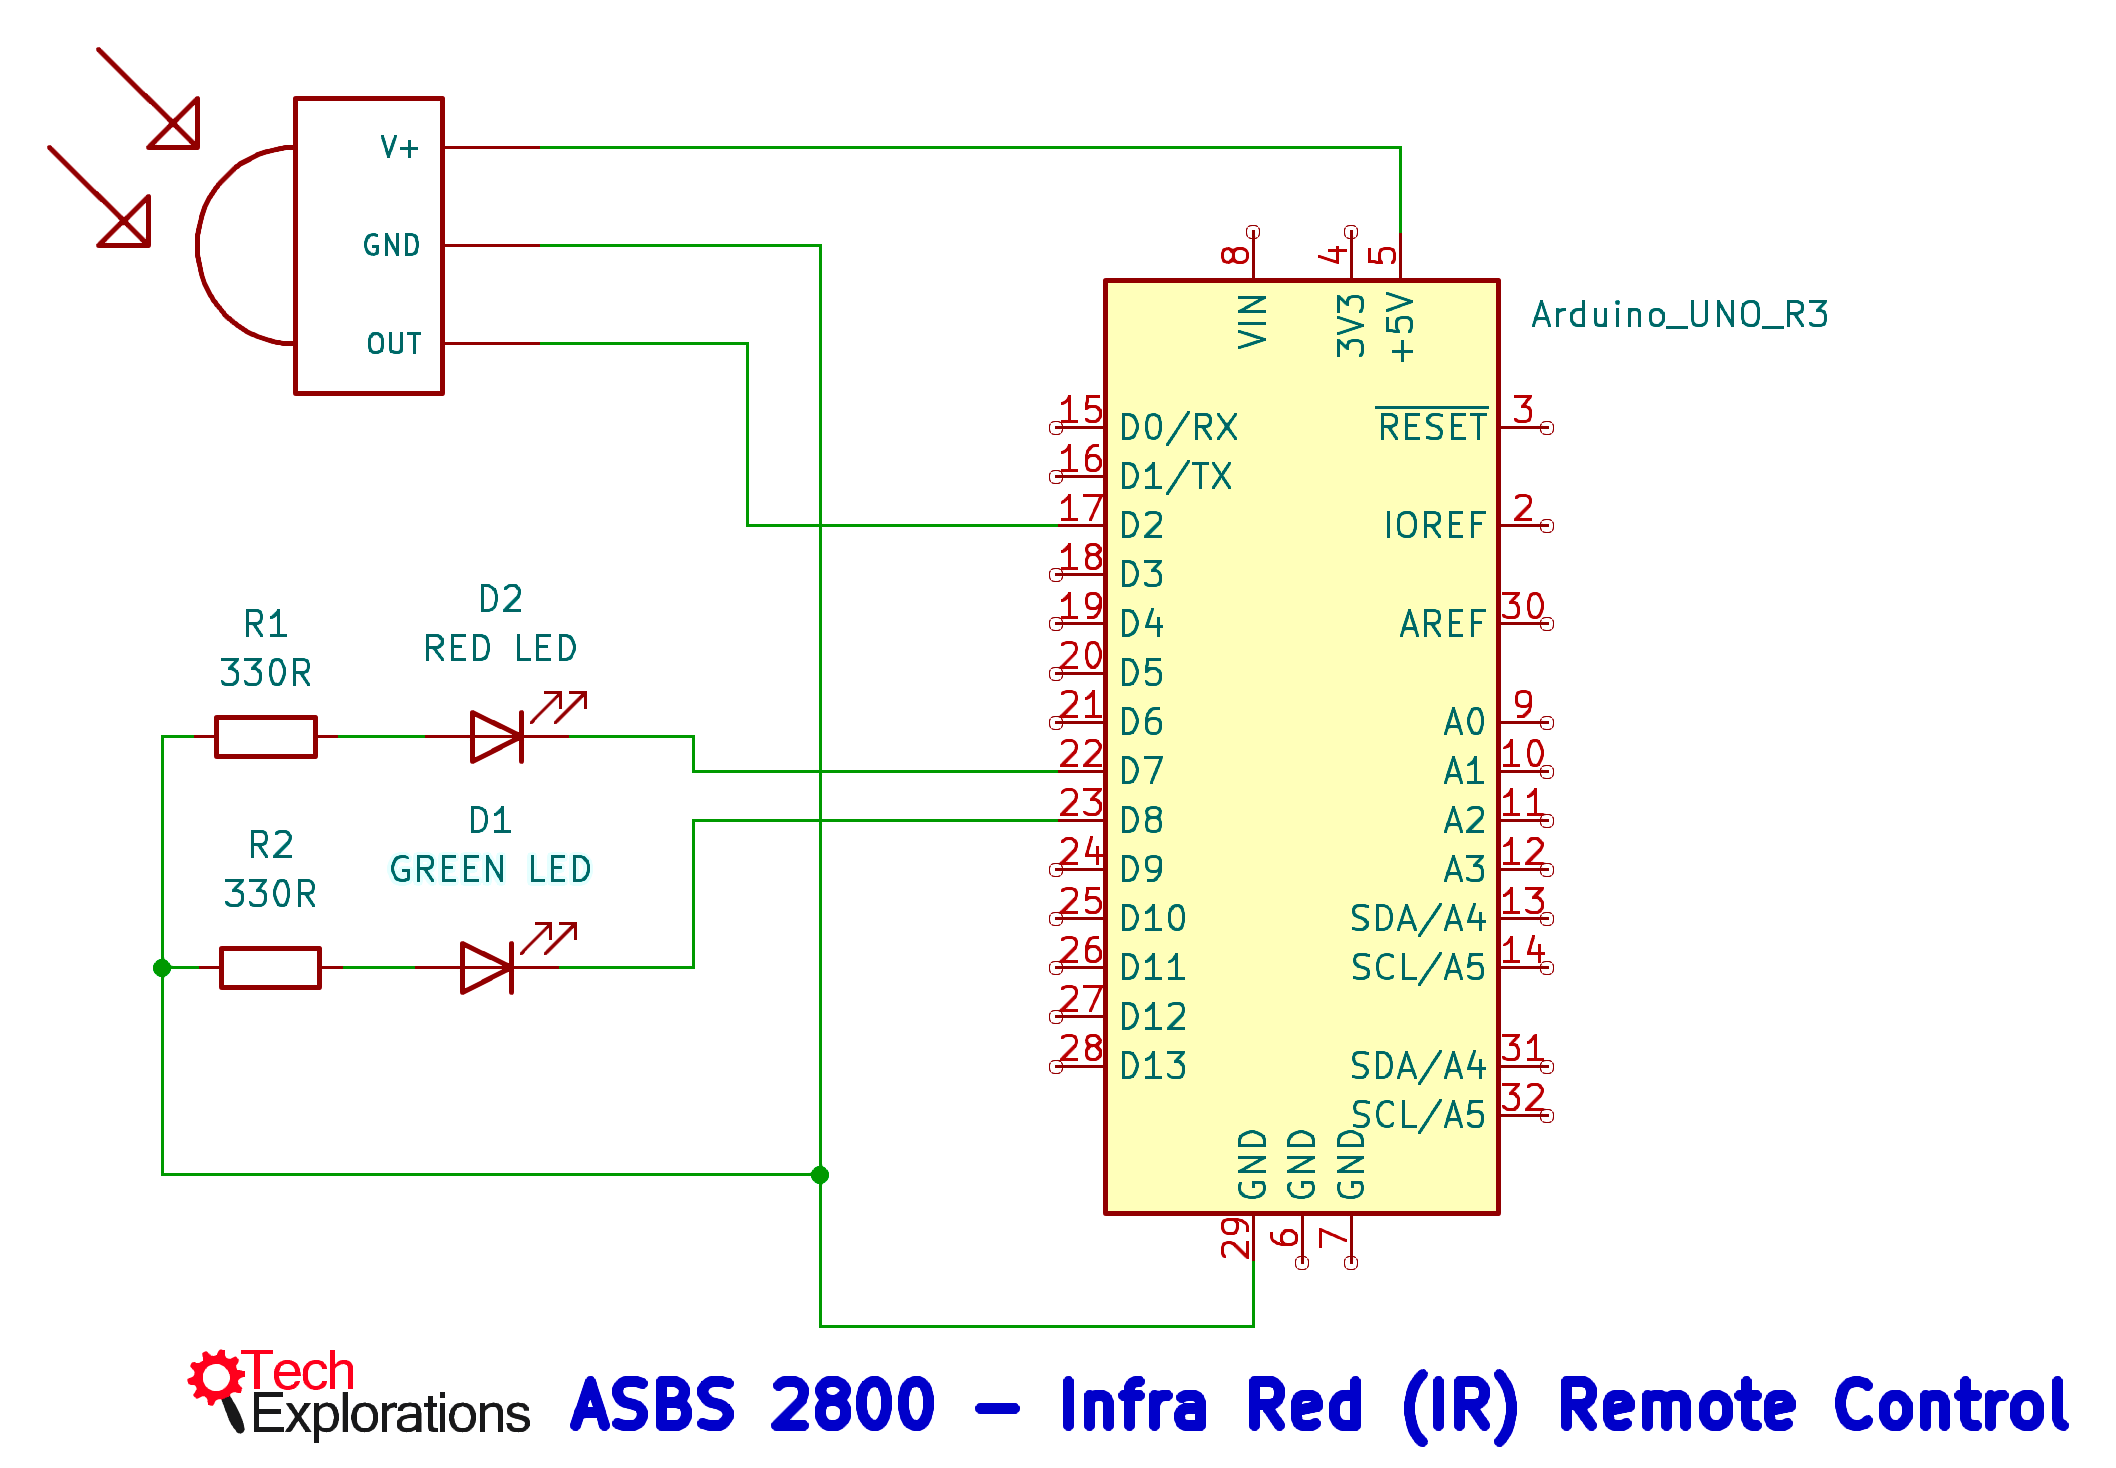 V+
GND
OUT
8
4
5
VIN
3V3
+5V
Arduino_UNO_R3
15
D0/RX
RESET
3
16
D1/TX
17
D2
IOREF
2
18
D3
19
D4
AREF
30
20
D5
21
D6
A0
9
22
D7
A1
10
23
D8
A2
11
24
D9
A3
12
25
D10
SDA/A4
13
26
D11
SCL/A5
14
27
D12
28
D13
SDA/A4
31
SCL/A5
32
GND
GND
GND
29
6
7
R1
330R
D2
RED LED
R2
330R
D1
GREEN LED
Tech
Explorations
ASBS 2800 – Infra Red (IR) Remote Control